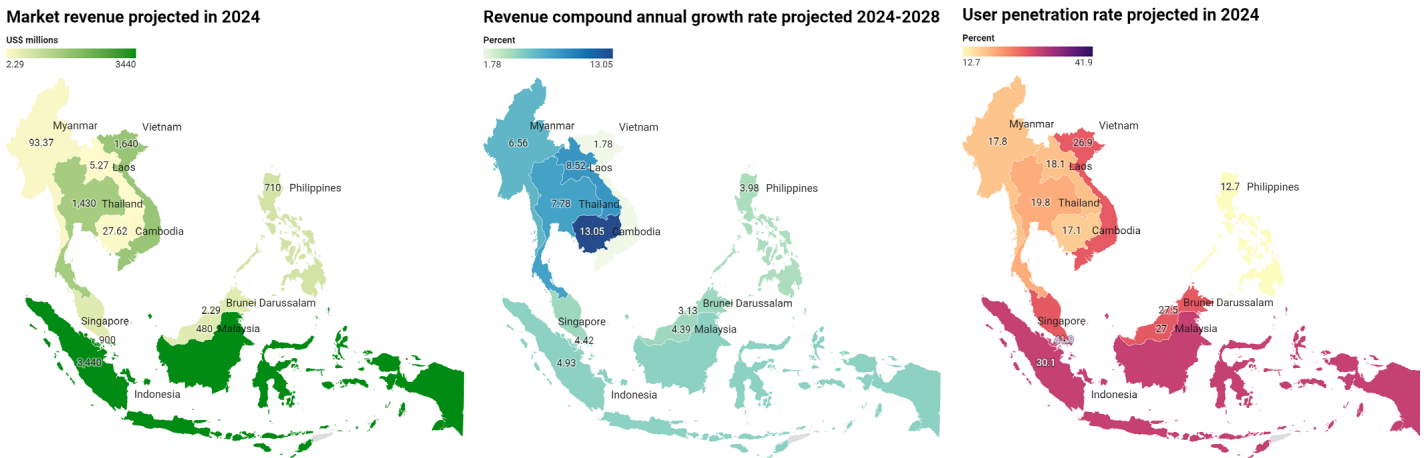 Market revenue projected in 2024
US$ millions
2.29 3440
Myanmar
Vietnam
93.37
1,640
5.27
Laos
710
Philippines
1,430
Thailand
27.62
Cambodia
Brunei Darussalam
2.29
Singapore
480
Malaysia
900
3,440
Indonesia
Revenue compound annual growth rate projected 2024-2028
Percent
1.78 13.05
Myanmar
Vietnam
6.56
1.78
8.52
Laos
3.98
Philippines
7.78
Thailand
13.05
Cambodia
Brunei Darussalam
3.13
Singapore
4.39
Malaysia
4.42
4.93
Indonesia
User penetration rate projected in 2024
Percent
12.7 41.9
Myanmar
Vietnam
17.8
26.9
18.1
Laos
12.7
Philippines
19.8
Thailand
17.1
Cambodia
Brunei Darussalam
27.5
Singapore
27
Malaysia
41.9
30.1
Indonesia